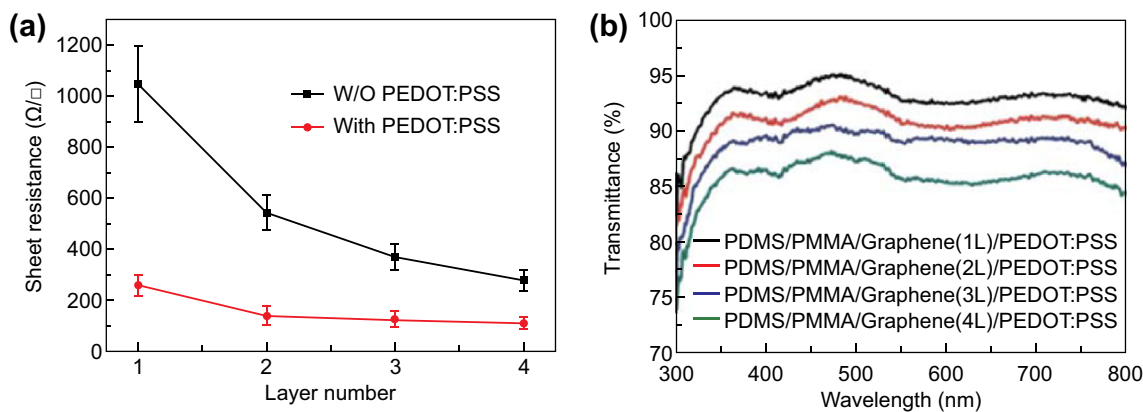 (a)
1200
1000
800
600
400
200
0
Sheet resistance (Ω/□)
W/O PEDOT:PSS
With PEDOT:PSS
1 2 3 4
Layer number
(b)
100
95
90
85
80
75
70
Transmittance (%)
PDMS/PMMA/Graphene(1L)/PEDOT:PSS
PDMS/PMMA/Graphene(2L)/PEDOT:PSS
PDMS/PMMA/Graphene(3L)/PEDOT:PSS
PDMS/PMMA/Graphene(4L)/PEDOT:PSS
300 400 500 600 700 800
Wavelength (nm)